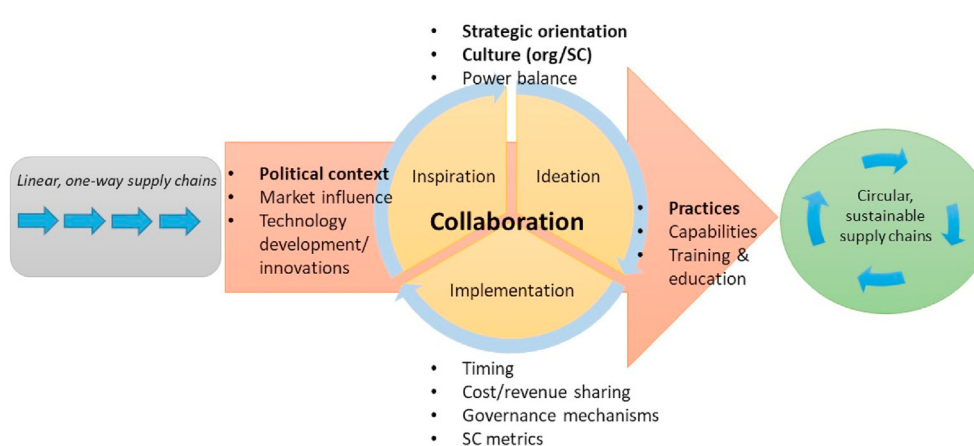 • Strategic orientation
• Culture (org/SC)
• Power balance
Linear, one-way supply chains
• Political context
• Market influence
• Technology
development/
innovations
Inspiration
Ideation
Collaboration
Implementation
• Practices
• Capabilities
• Training &
education
Circular,
sustainable
supply chains
• Timing
• Cost/revenue sharing
• Governance mechanisms
• SC metrics